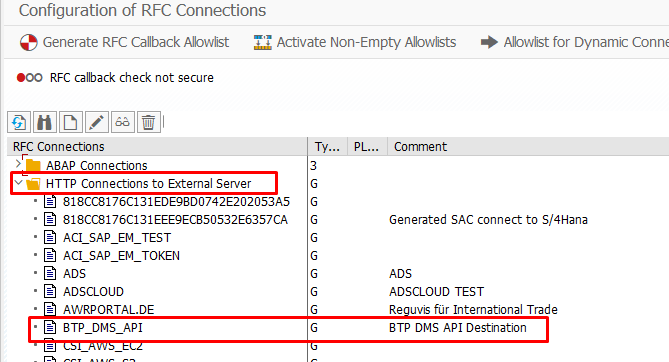 Configuration of RFC Connections
Generate RFC Callback Allowlist Activate Non-Empty Allowlists Allowlist for Dynamic Conne
RFC callback check not secure
RFC Connections Ty... PL... Comment
ABAP Connections 3
HTTP Connections to External Server G
818CC8176C131EDE9BD0742E202053A5 G
818CC8176C131EEE9ECB50532E6357CA G Generated SAC connect to S/4Hana
ACI_SAP_EM_TEST G
ACI_SAP_EM_TOKEN G
ADS G ADS
ADSCLOUD G ADSCLOUD TEST
AWRPORTAL.DE G Reguvis für International Trade
BTP_DMS_API G BTP DMS API Destination
CSI_AWS_EC2 G